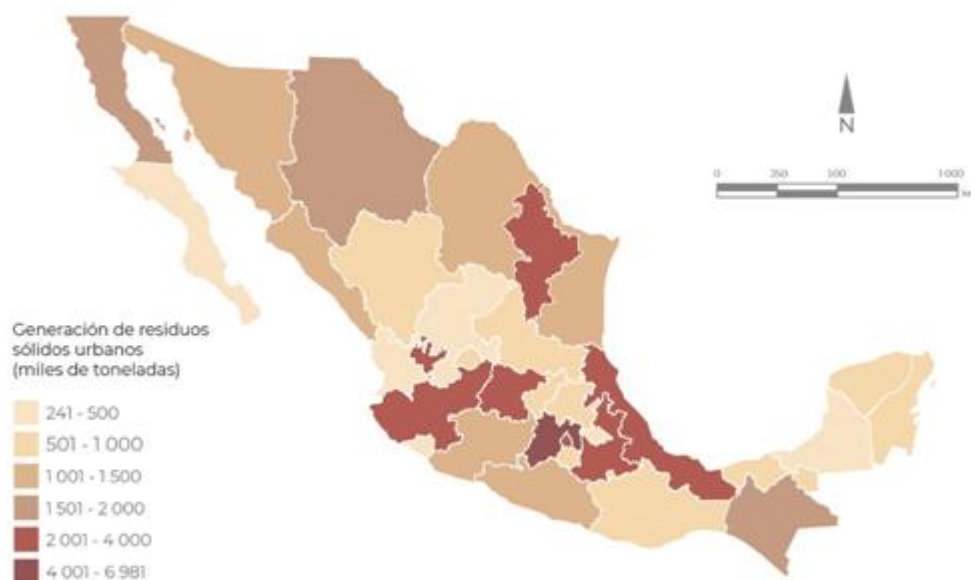 N
0 250 500 1 000
Generación de residuos
sólidos urbanos
(miles de toneladas)
241 - 500
501 - 1 000
1 001 - 1 500
1 501 - 2 000
2 001 - 4 000
4 001 - 6 981